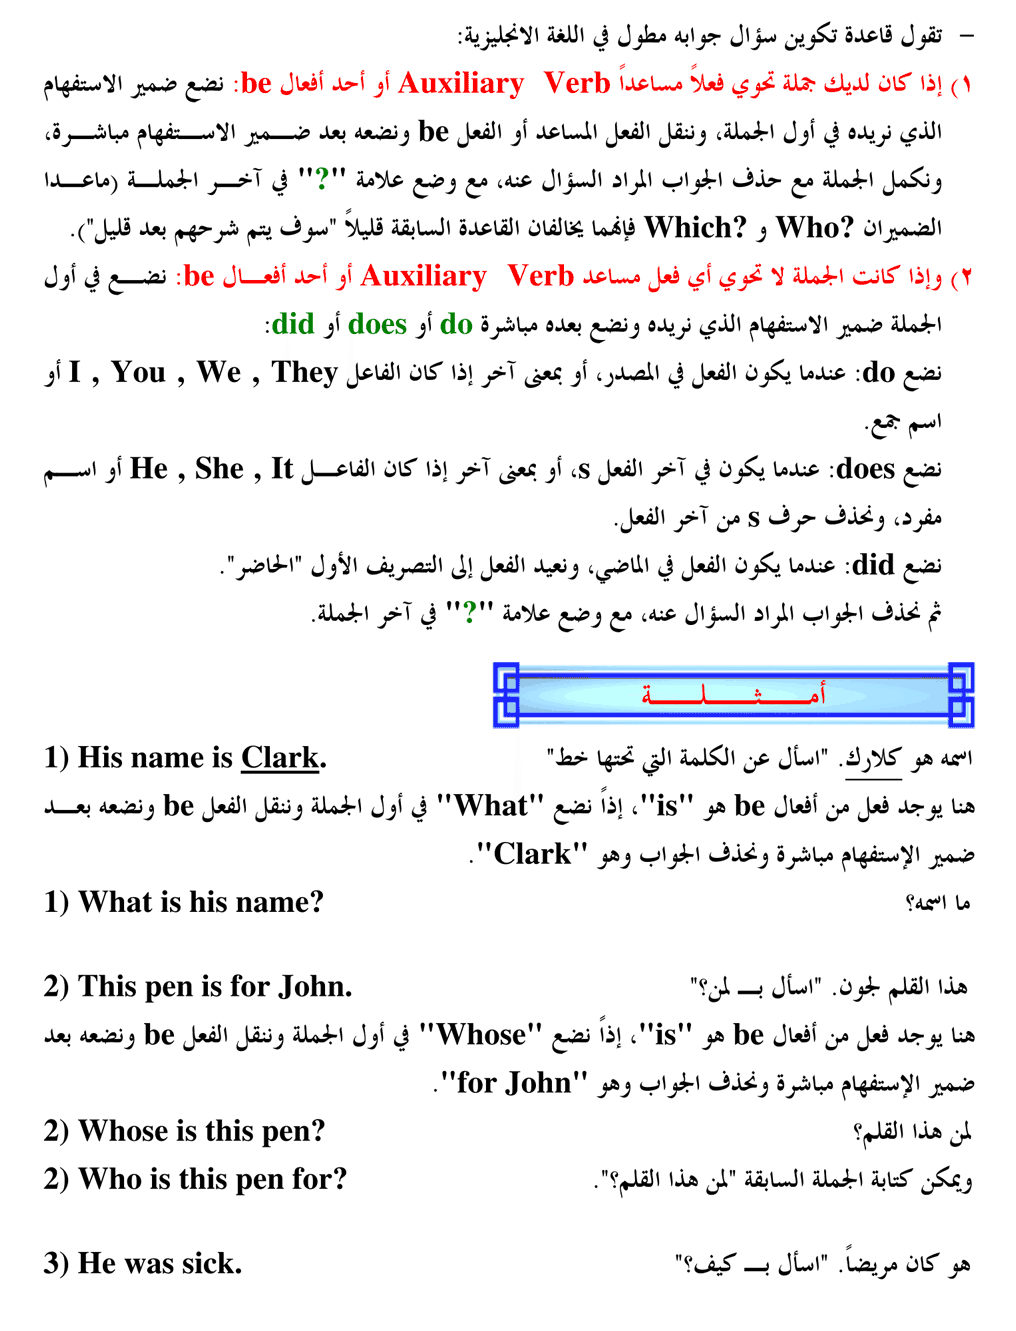 – تقول قاعدة تكوين سؤال جوابه مطول في اللغة الانجليزية:
١) إذا كان لديك جملة تحوي فعلاً مساعداً Auxiliary Verb أو أحد أفعال be: نضع ضمير الاستفهام
الذي نريده في أول الجملة، وننقل الفعل المساعد أو الفعل be ونضعه بعد ضمير الاستفهام مباشرة،
ونكمل الجملة مع حذف الجواب المراد السؤال عنه، مع وضع علامة "?" في آخر الجملة (ماعدا
الضميران Who? و Which? فإنهما يخالفان القاعدة السابقة قليلاً "سوف يتم شرحهم بعد قليل").
٢) وإذا كانت الجملة لا تحوي أي فعل مساعد Auxiliary Verb أو أحد أفعال be: نضع في أول
الجملة ضمير الاستفهام الذي نريده ونضع بعده مباشرة do أو does أو did:
نضع do: عندما يكون الفعل في المصدر، أو بمعنى آخر إذا كان الفاعل I , You , We , They أو
اسم جمع.
نضع does: عندما يكون في آخر الفعل s، أو بمعنى آخر إذا كان الفاعل He , She , It أو اسم
مفرد، ونحذف حرف s من آخر الفعل.
نضع did: عندما يكون الفعل في الماضي، ونعيد الفعل إلى التصريف الأول "الحاضر".
ثم نحذف الجواب المراد السؤال عنه، مع وضع علامة "?" في آخر الجملة.
أمثلة
1) His name is Clark. اسمه هو كلارك. "اسأل عن الكلمة التي تحتها خط"
هنا يوجد فعل من أفعال be هو "is"، إذاً نضع "What" في أول الجملة وننقل الفعل be ونضعه بعد
ضمير الإستفهام مباشرة ونحذف الجواب وهو "Clark".
1) What is his name? ما اسمه؟
2) This pen is for John. هذا القلم لجون. "اسأل بـ لمن؟"
هنا يوجد فعل من أفعال be هو "is"، إذاً نضع "Whose" في أول الجملة وننقل الفعل be ونضعه بعد
ضمير الإستفهام مباشرة ونحذف الجواب وهو "for John".
2) Whose is this pen? لمن هذا القلم؟
2) Who is this pen for? ويمكن كتابة الجملة السابقة "لمن هذا القلم؟".
3) He was sick. هو كان مريضاً. "اسأل بـ كيف؟"